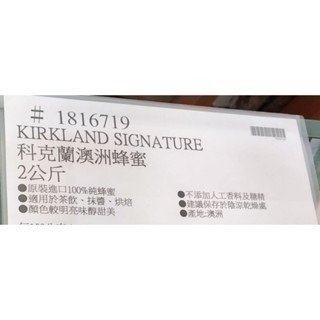 # 1816719
KIRKLAND SIGNATURE
科克蘭澳洲蜂蜜
2公斤
●原裝進口100%純蜂蜜
●適用於茶飲、抹醬、烘焙
●顏色較明亮味醇甜美
●不添加人工香料及糖精
●建議保存於陰涼乾燥處
●產地:澳洲